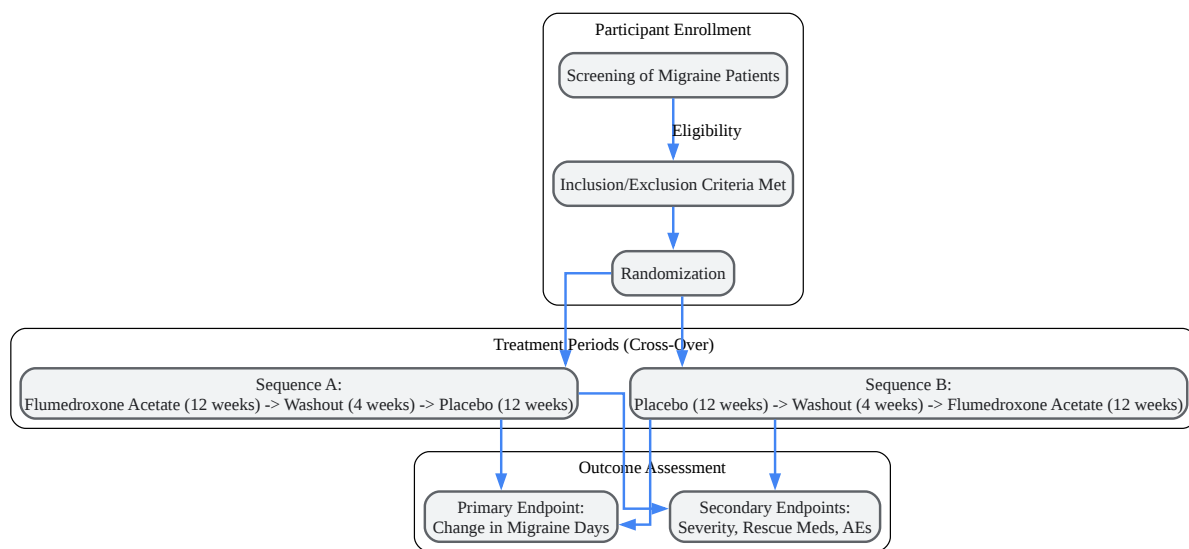 Participant Enrollment
Screening of Migraine Patients
Eligibility
Inclusion/Exclusion Criteria Met
Randomization
Treatment Periods (Cross-Over)
Sequence A:
Flumedroxone Acetate (12 weeks) -> Washout (4 weeks) -> Placebo (12 weeks)
Sequence B:
Placebo (12 weeks) -> Washout (4 weeks) -> Flumedroxone Acetate (12 weeks)
Outcome Assessment
Primary Endpoint:
Change in Migraine Days
Secondary Endpoints:
Severity, Rescue Meds, AEs